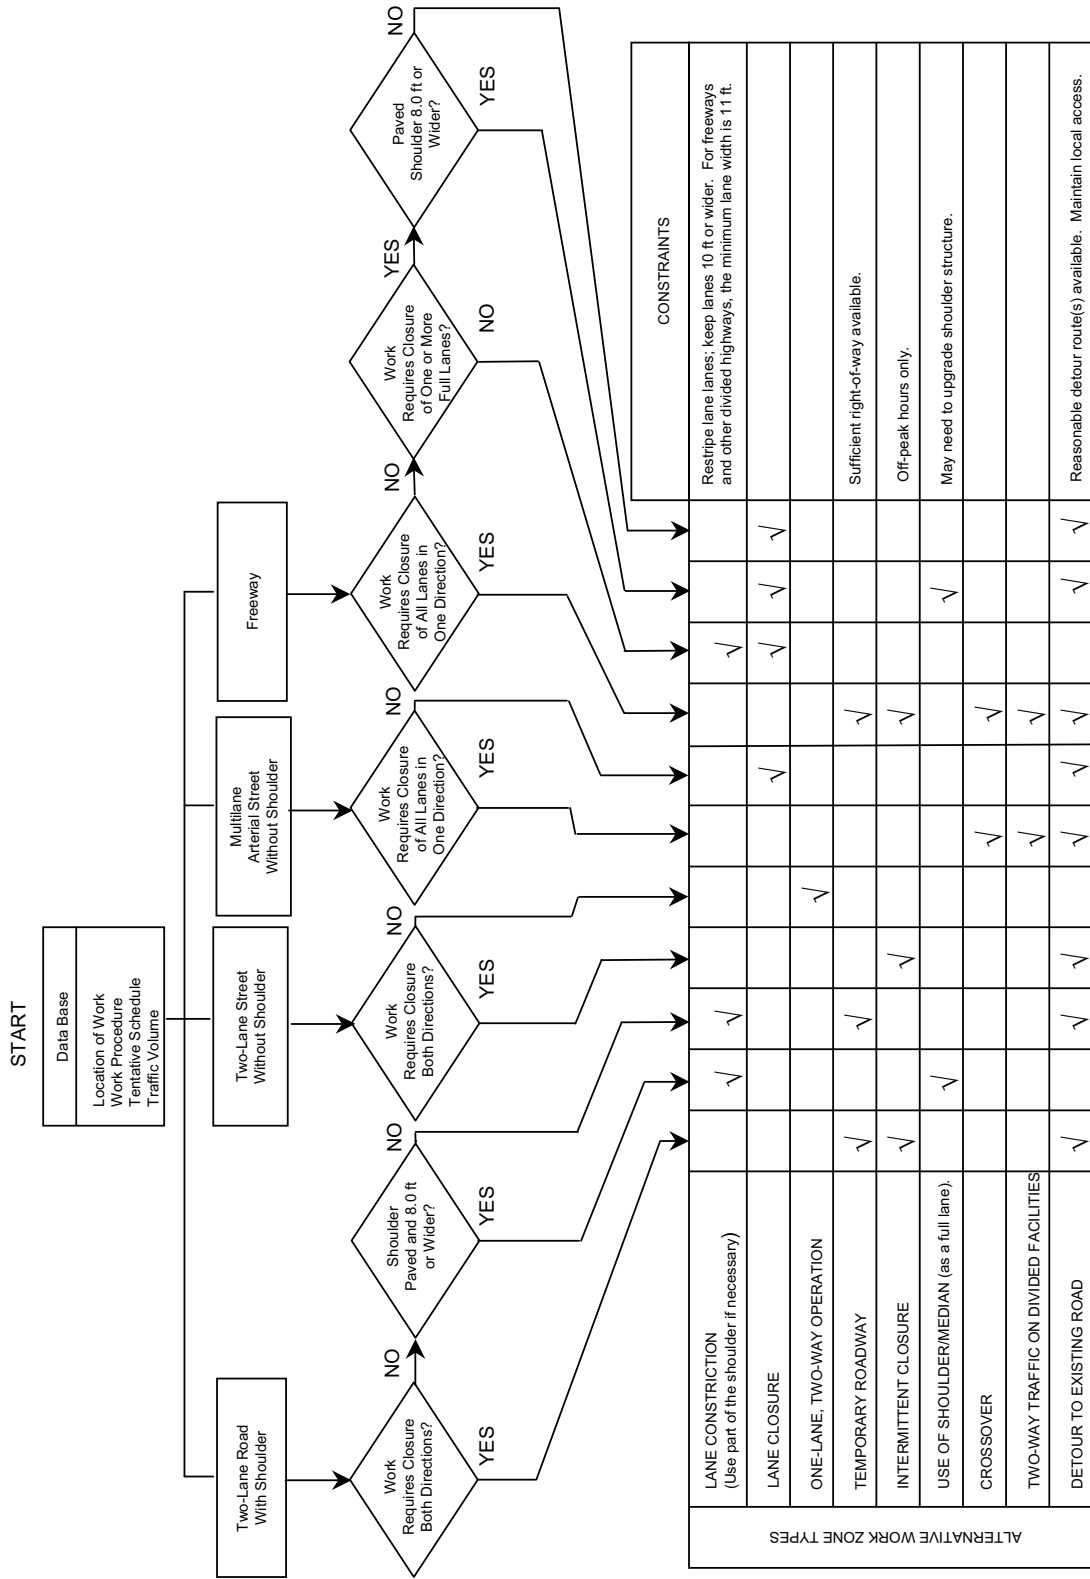 START
Data Base
Location of Work
Work Procedure
Tentative Schedule
Traffic Volume
Two-Lane Road
With Shoulder
Two-Lane Street
Without Shoulder
Multilane
Arterial Street
Without Shoulder
Freeway
Work
Requires Closure
Both Directions?
NO
YES
Shoulder
Paved and 8.0 ft
or Wider?
NO
YES
Work
Requires Closure
Both Directions?
NO
YES
Work
Requires Closure
of All Lanes in
One Direction?
NO
YES
Work
Requires Closure
of All Lanes in
One Direction?
NO
YES
Work
Requires Closure
of One or More
Full Lanes?
YES
NO
Paved
Shoulder 8.0 ft or
Wider?
NO
YES
ALTERNATIVE WORK ZONE TYPES
CONSTRAINTS
LANE CONSTRICTION
(Use part of the shoulder if necessary)
√ √ √
Restripe lane lanes; keep lanes 10 ft or wider. For freeways
and other divided highways, the minimum lane width is 11 ft.
LANE CLOSURE
√ √ √ √
ONE-LANE, TWO-WAY OPERATION
√
TEMPORARY ROADWAY
√ √ √
Sufficient right-of-way available.
INTERMITTENT CLOSURE
√ √ √
Off-peak hours only.
USE OF SHOULDER/MEDIAN (as a full lane).
√ √
May need to upgrade shoulder structure.
CROSSOVER
√ √
TWO-WAY TRAFFIC ON DIVIDED FACILITIES
√ √
DETOUR TO EXISTING ROAD
√ √ √ √ √ √ √ √
Reasonable detour route(s) available. Maintain local access.